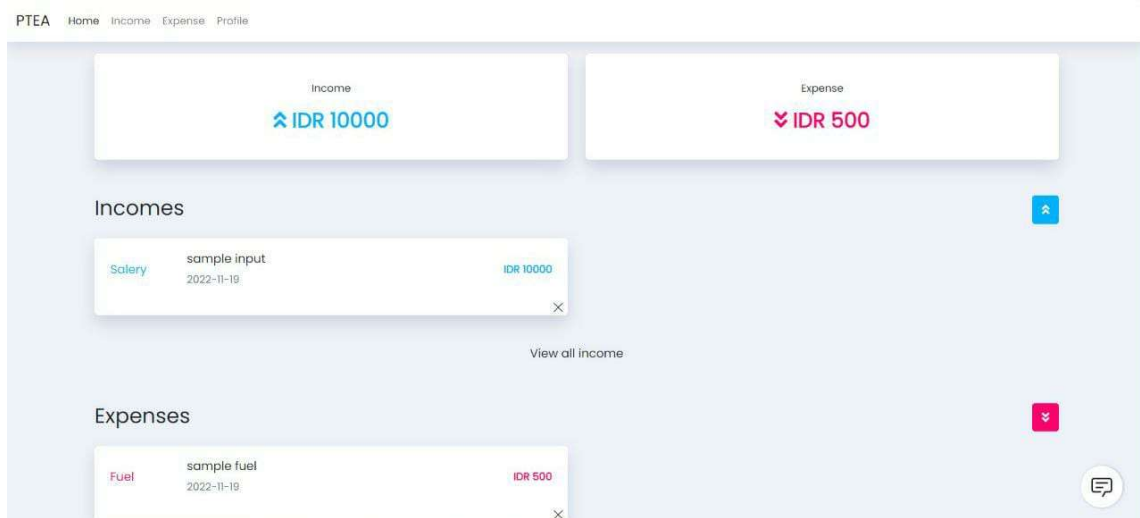 PTEA Home Income Expense Profile
Income
IDR 10000
Expense
IDR 500
Incomes
Salery
sample input
2022-11-19
IDR 10000
View all income
Expenses
Fuel
sample fuel
2022-11-19
IDR 500